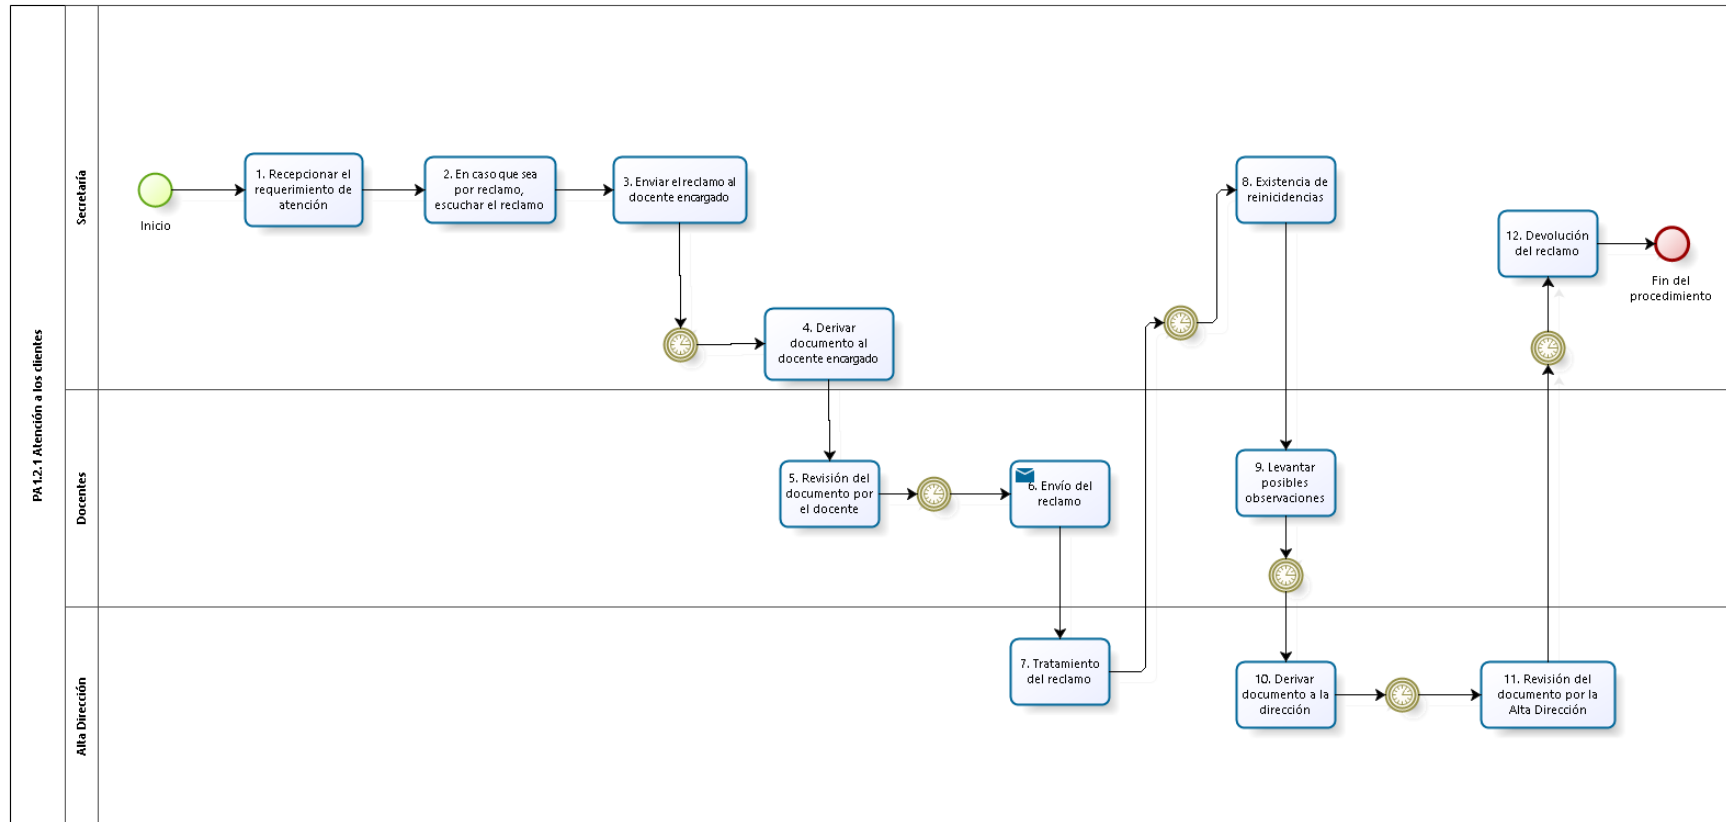 PA1.2.1 Atención a los clientes
Secretaría
Inicio
1. Recepcionar el
requerimiento de
atención
2. En caso que sea
por reclamo,
escuchar el reclamo
3. Enviar el reclamo al
docente encargado
4. Derivar
documento al
docente encargado
8. Existencia de
reinicidencias
12. Devolución
del reclamo
Fin del
procedimiento
Docentes
5. Revisión del
documento por
el docente
6. Envío del
reclamo
9. Levantar
posibles
observaciones
Alta Dirección
7. Tratamiento
del reclamo
10. Derivar
documento a la
dirección
11. Revisión del
documento por la
Alta Dirección